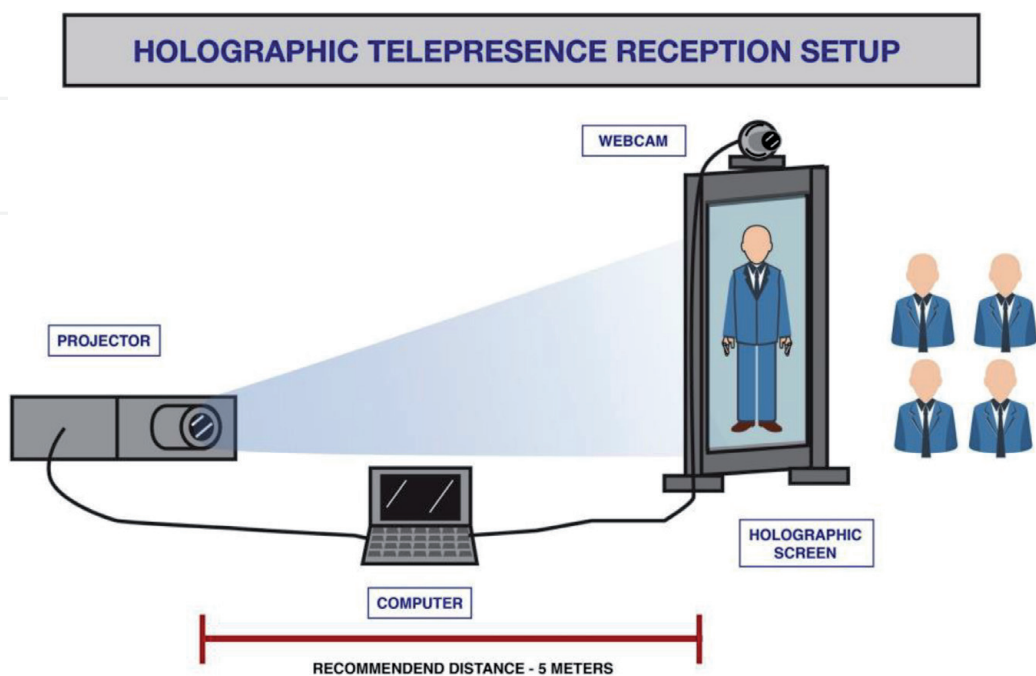 HOLOGRAPHIC TELEPRESENCE RECEPTION SETUP
WEBCAM
PROJECTOR
HOLOGRAPHIC
SCREEN
COMPUTER
RECOMMENDEND DISTANCE - 5 METERS